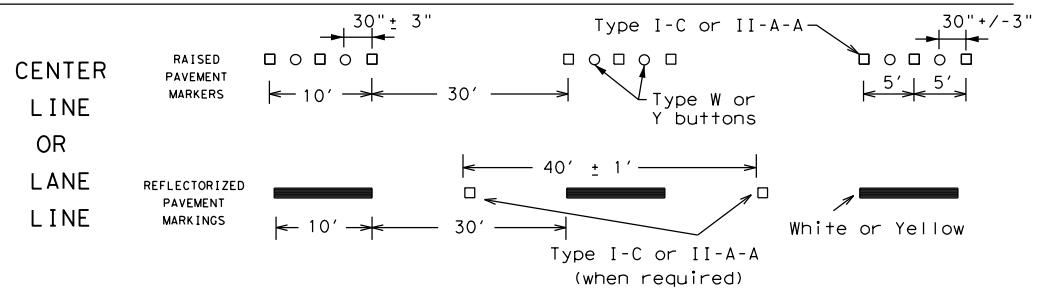 30"± 3"
Type I-C or II-A-A
30"+/-3"
CENTER
LINE
OR
LANE
LINE
RAISED
PAVEMENT
MARKERS
10'
30'
Type W or
Y buttons
5'
5'
40' ± 1'
REFLECTORIZED
PAVEMENT
MARKINGS
10'
30'
Type I-C or II-A-A
(when required)
White or Yellow